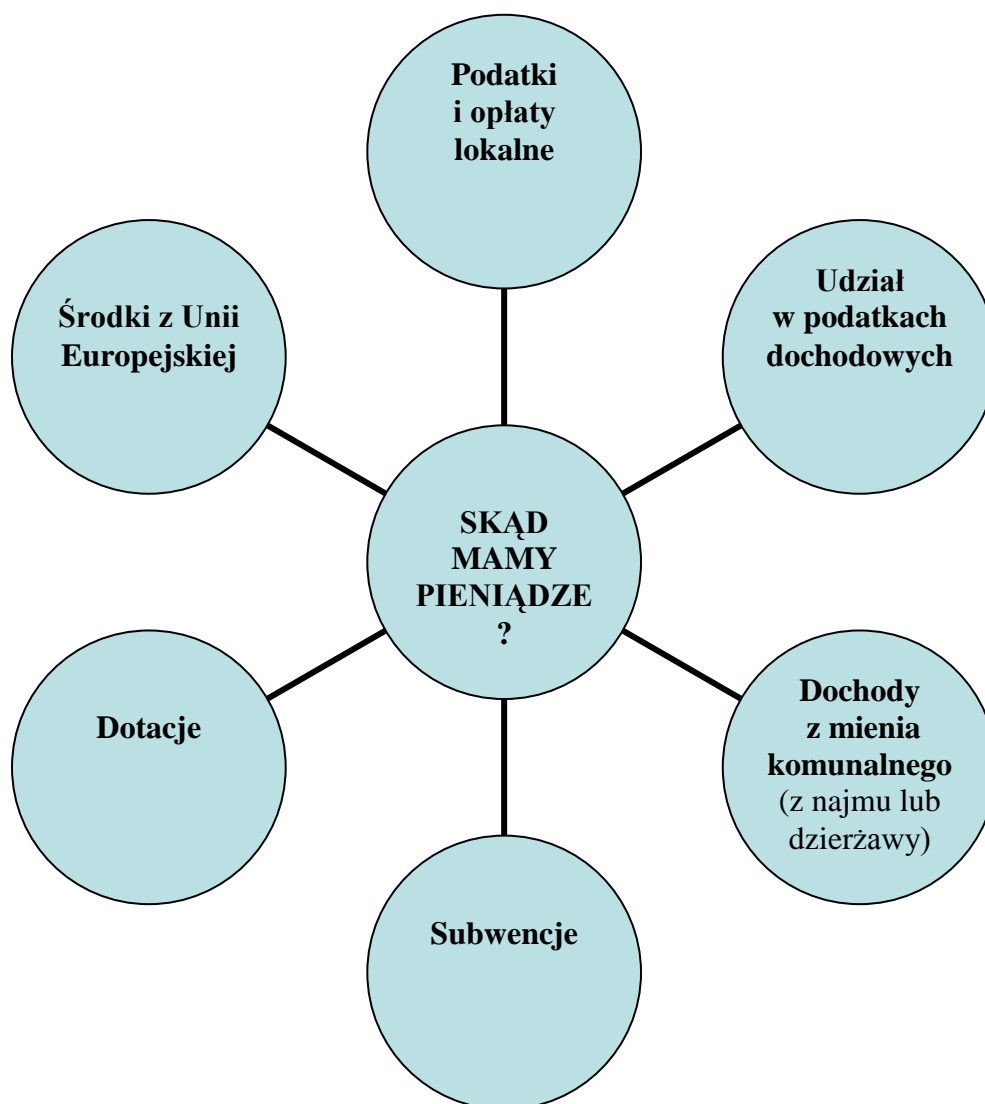 Podatki
i opłaty
lokalne
Udział
w podatkach
dochodowych
Środki z Unii
Europejskiej
SKĄD
MAMY
PIENIĄDZE
?
Dochody
z mienia
komunalnego
(z najmu lub
dzierżawy)
Dotacje
Subwencje